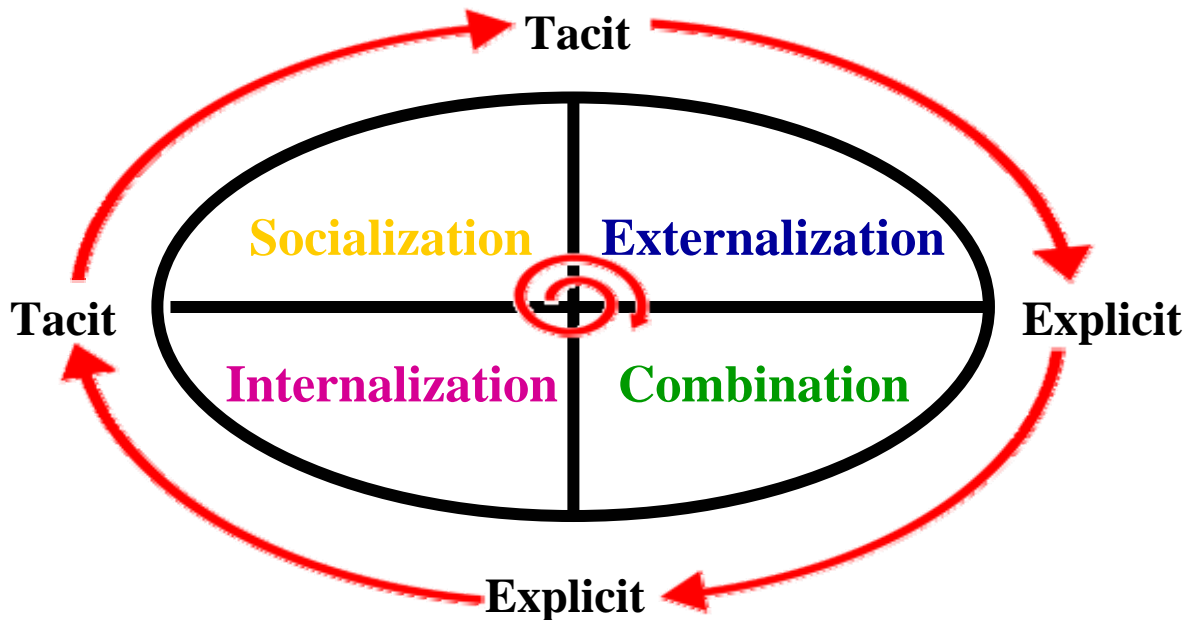 Tacit
Socialization Externalization
Tacit Explicit
Internalization Combination
Explicit